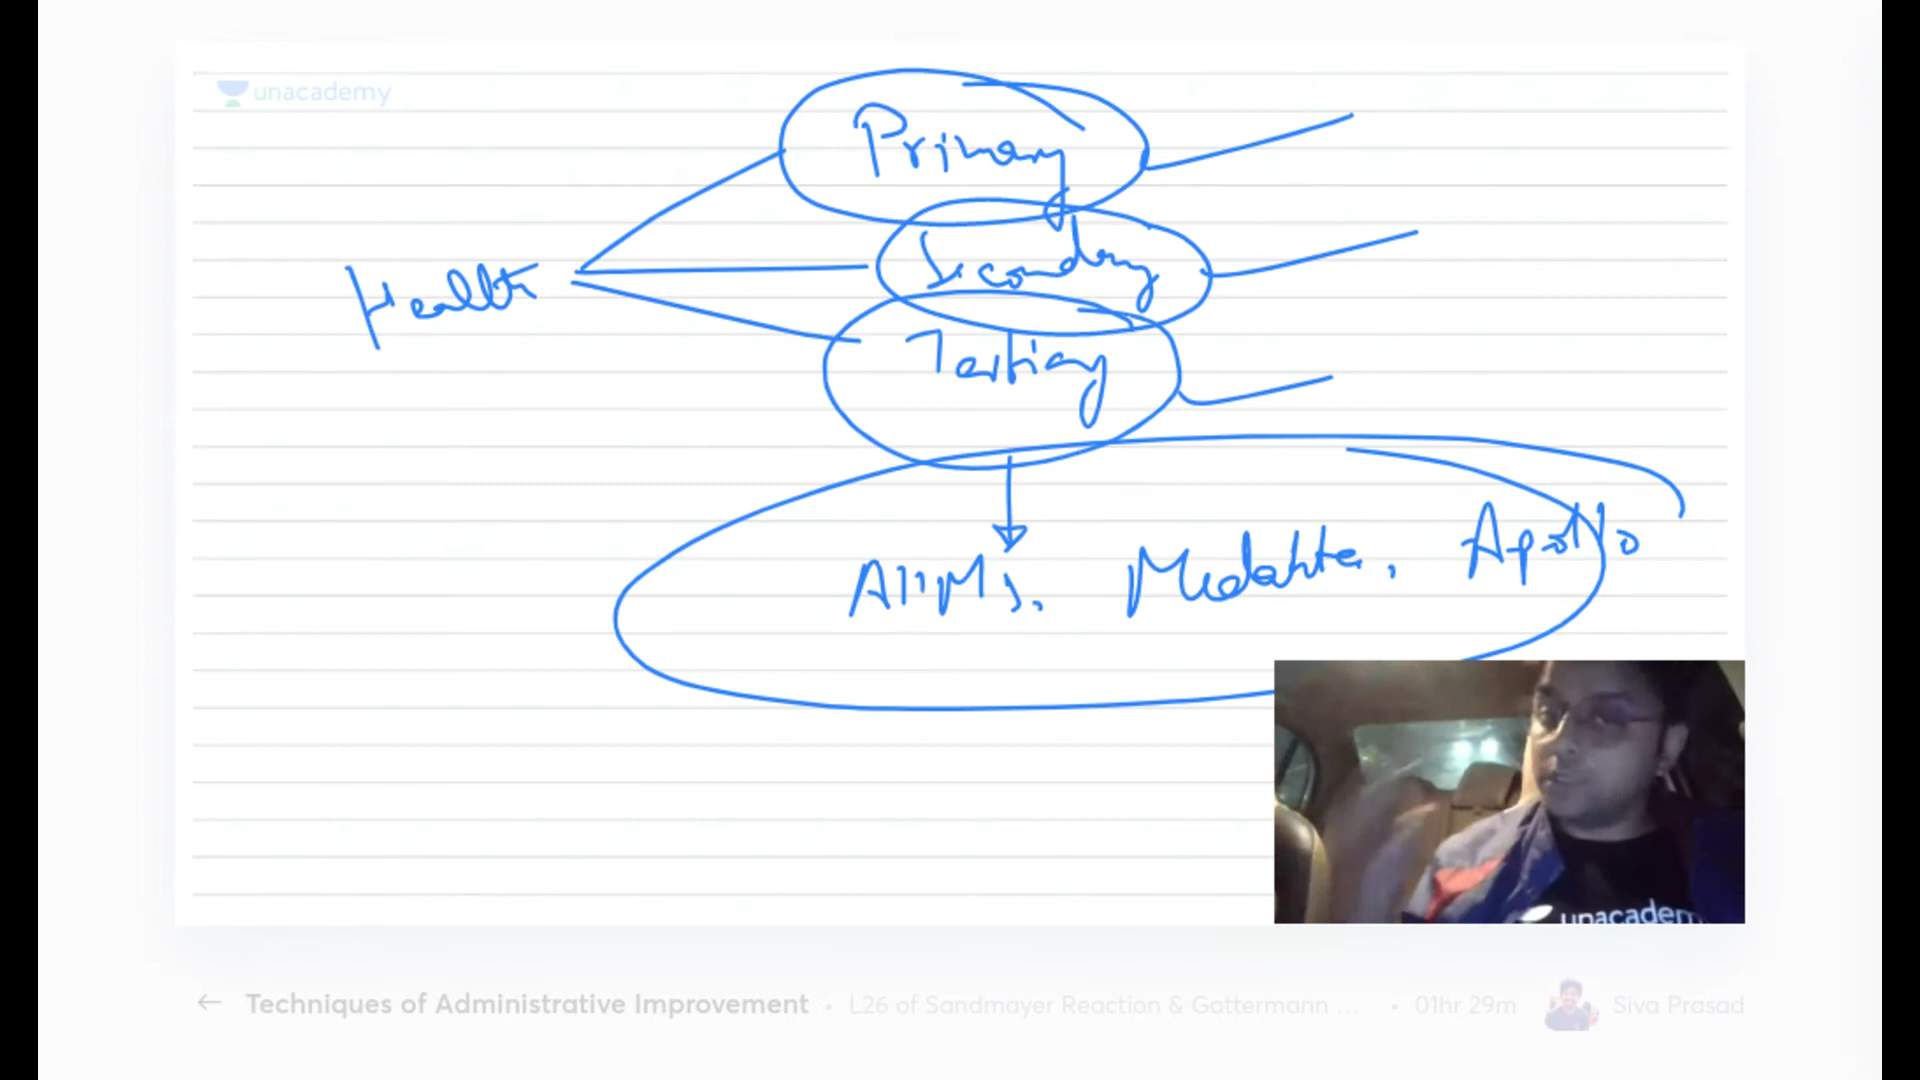 unacademy
Primary
Secondary
Health
Tertiary
AIIMS, Medanta, Apollo
unacadem
Techniques of Administrative Improvement • L26 of Sandmayer Reaction & Gattermann ... • 01hr 29m Siva Prasad